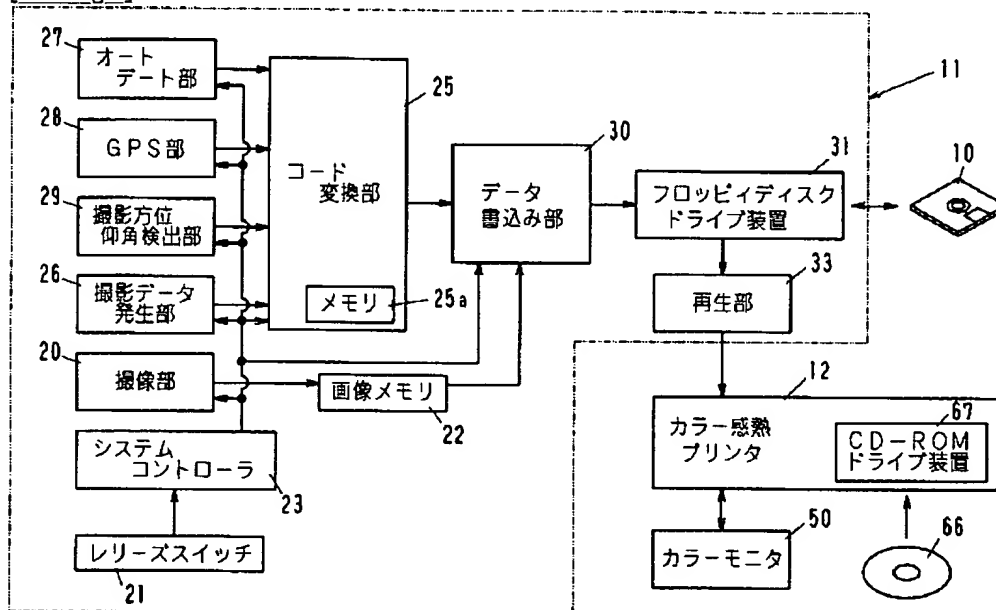 27
オート
デート部
28
GPS部
29
撮影方位
仰角検出部
26
撮影データ
発生部
20
撮像部
システム
コントローラ
23
レリーズスイッチ
21
25
コード
変換部
メモリ
25a
画像メモリ
22
30
データ
書込み部
31
フロッピィディスク
ドライブ装置
10
11
33
再生部
12
カラー感熱
プリンタ
67
CD-ROM
ドライブ装置
50
カラーモニタ
66